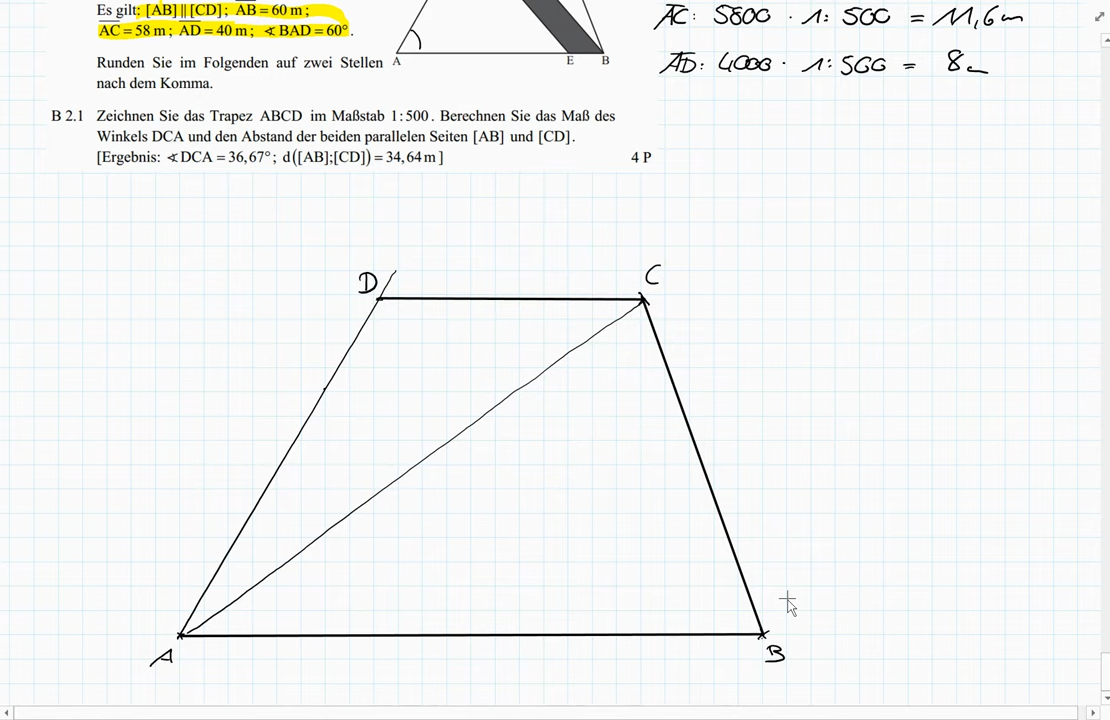 Es gilt: [AB] ∥ [CD]; AB = 60 m;
AC = 58 m; AD = 40 m; ∢ BAD = 60°.
Runden Sie im Folgenden auf zwei Stellen
nach dem Komma.
A E B
AC: 5800 · 1: 500 = 11,6 cm
AD: 4000 · 1: 500 = 8 cm
B 2.1 Zeichnen Sie das Trapez ABCD im Maßstab 1:500. Berechnen Sie das Maß des
Winkels DCA und den Abstand der beiden parallelen Seiten [AB] und [CD].
[Ergebnis: ∢DCA = 36,67°; d([AB];[CD]) = 34,64 m] 4 P
D C
A B